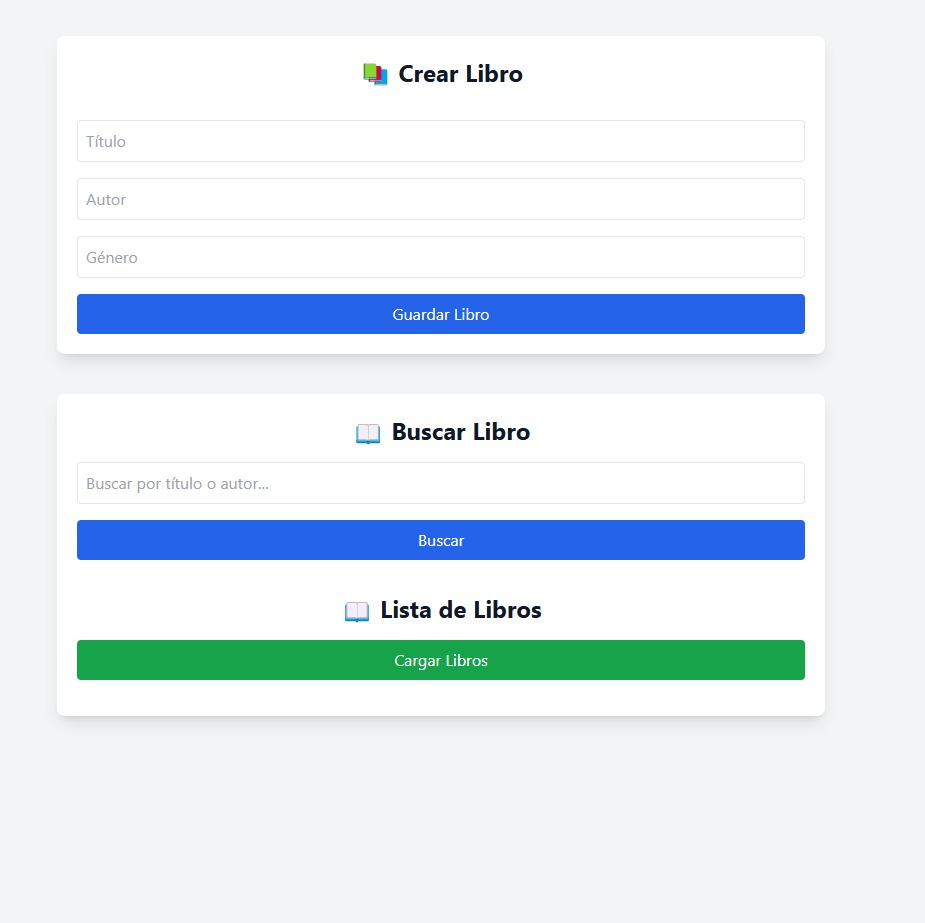 Crear Libro
Título
Autor
Género
Guardar Libro
Buscar Libro
Buscar por título o autor...
Buscar
Lista de Libros
Cargar Libros